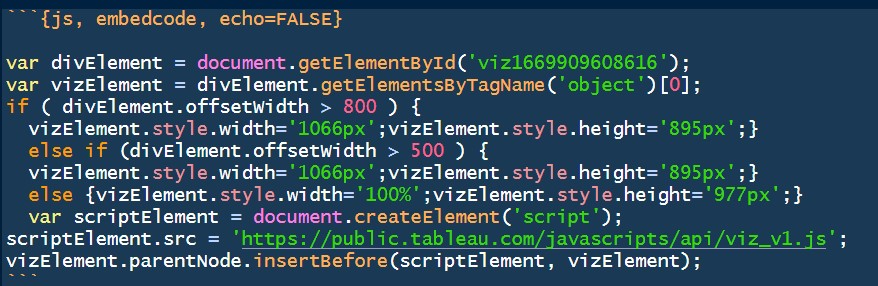 ```{js, embedcode, echo=FALSE}
var divElement = document.getElementById('viz1669909608616');
var vizElement = divElement.getElementsByTagName('object')[0];
if ( divElement.offsetWidth > 800 ) {
vizElement.style.width='1066px';vizElement.style.height='895px';}
else if (divElement.offsetWidth > 500 ) {
vizElement.style.width='1066px';vizElement.style.height='895px';}
else {vizElement.style.width='100%';vizElement.style.height='977px';}
var scriptElement = document.createElement('script');
scriptElement.src = 'https://public.tableau.com/javascripts/api/viz_v1.js';
vizElement.parentNode.insertBefore(scriptElement, vizElement);
```